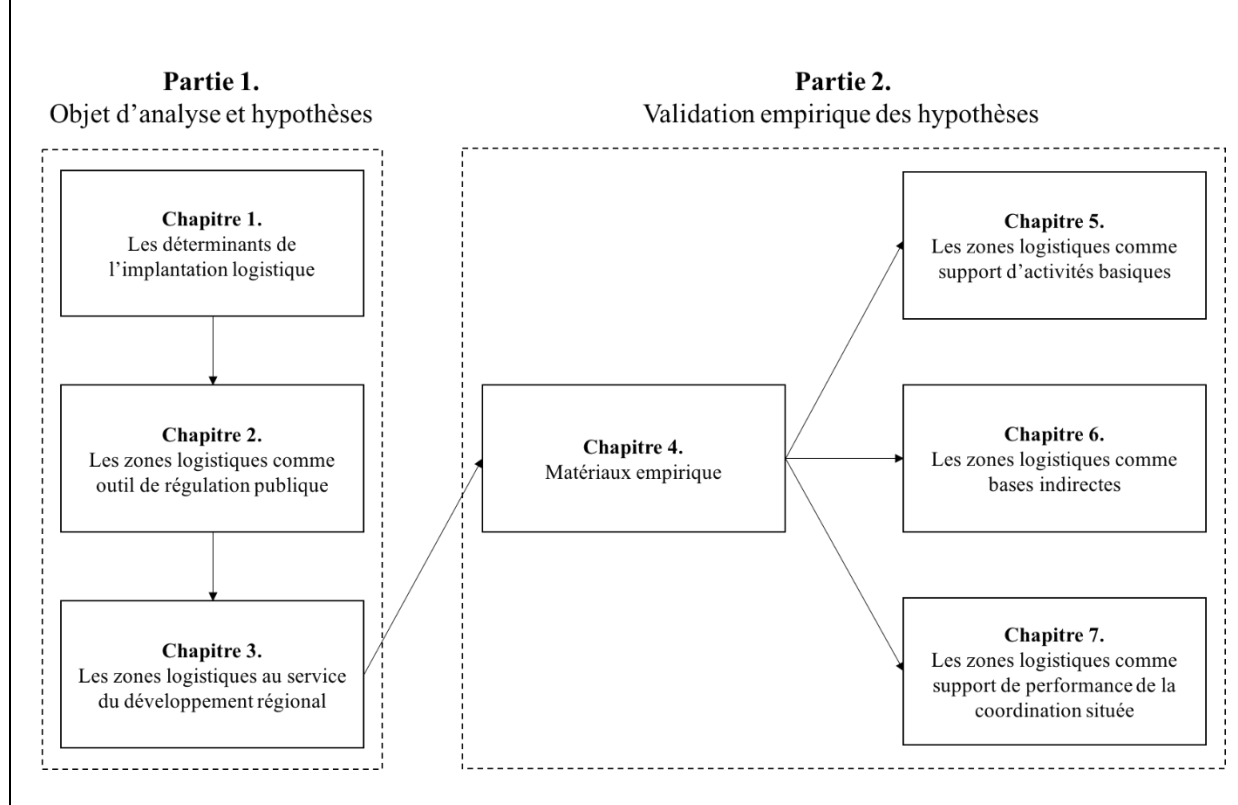 Partie 1.
Objet d’analyse et hypothèses
Chapitre 1.
Les déterminants de
l’implantation logistique
Chapitre 2.
Les zones logistiques comme
outil de régulation publique
Chapitre 3.
Les zones logistiques au service
du développement régional
Partie 2.
Validation empirique des hypothèses
Chapitre 4.
Matériaux empirique
Chapitre 5.
Les zones logistiques comme
support d’activités basiques
Chapitre 6.
Les zones logistiques comme
bases indirectes
Chapitre 7.
Les zones logistiques comme
support de performance de la
coordination située